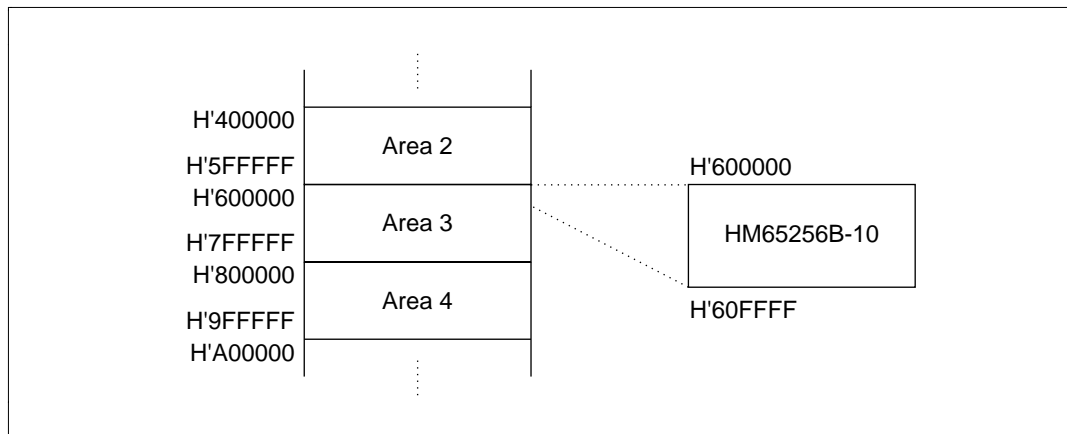 H'400000
Area 2
H'5FFFFF
H'600000
H'600000
Area 3
HM65256B-10
H'7FFFFF
H'800000
Area 4
H'60FFFF
H'9FFFFF
H'A00000